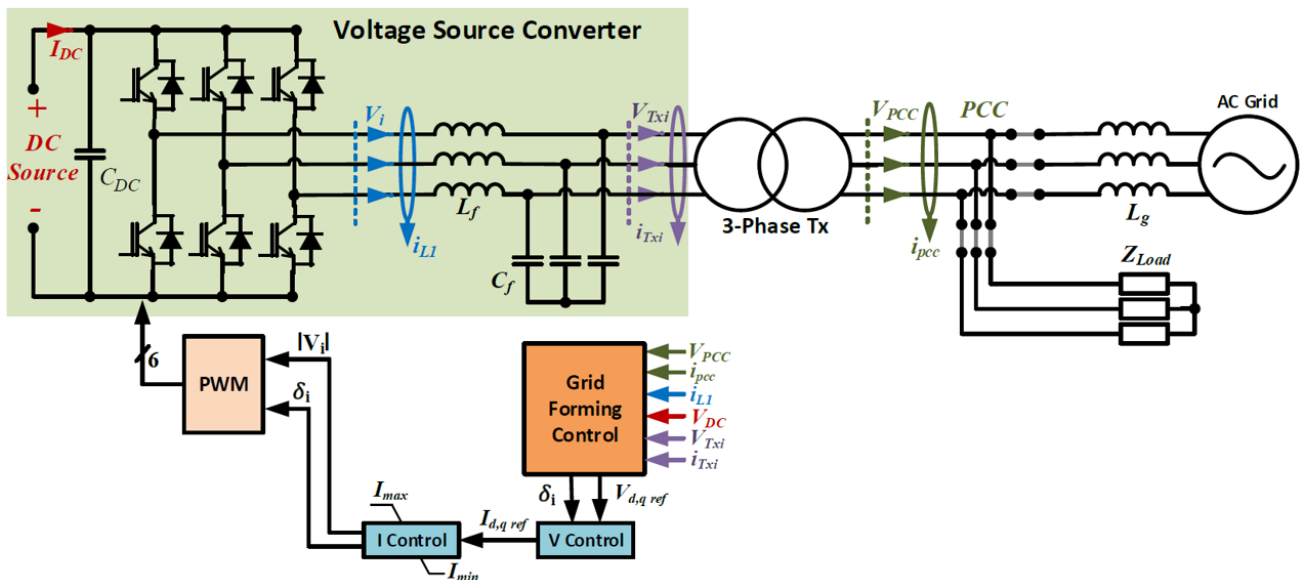 Voltage Source Converter
I_DC
+
DC
Source
-
C_DC
V_i
i_L1
L_f
C_f
V_Txi
i_Txi
3-Phase Tx
V_PCC
PCC
i_pcc
AC Grid
L_g
Z_Load
6
PWM
|V_i|
δ_i
Grid
Forming
Control
V_PCC
i_pcc
i_L1
V_DC
V_Txi
i_Txi
δ_i
V_d,q ref
I_max
I Control
I_min
I_d,q ref
V Control